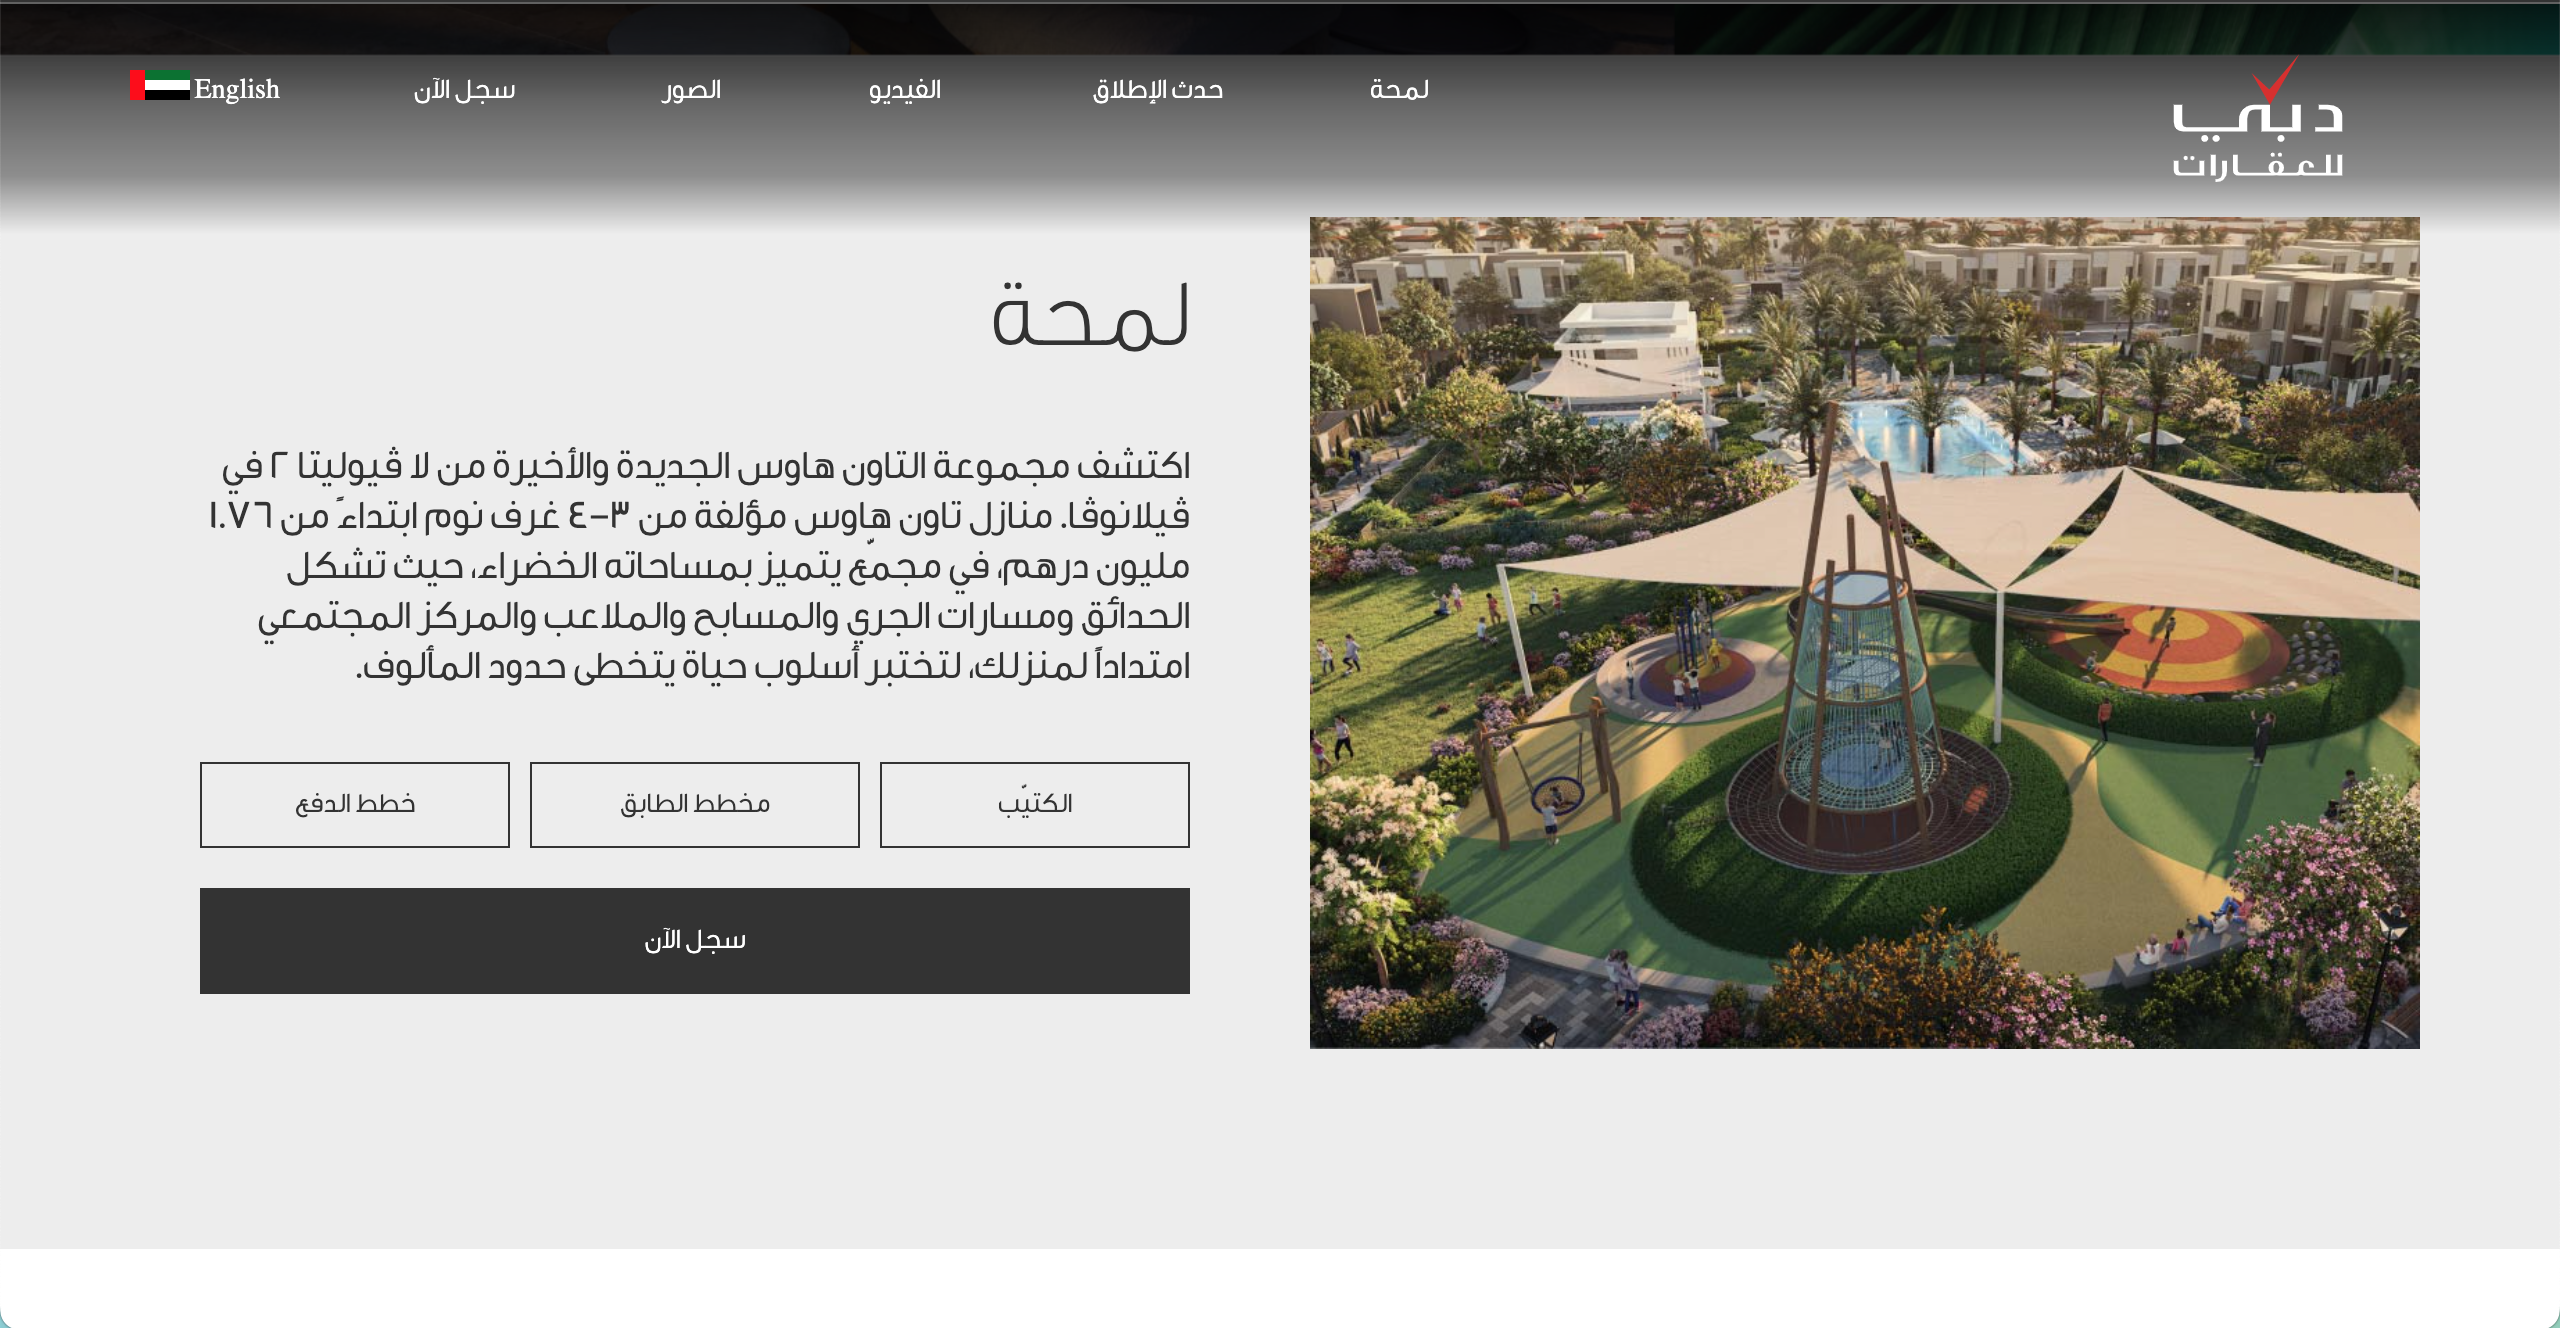 دبي
للعقارات
لمحة
حدث الإطلاق
الفيديو
الصور
سجل الآن
English
لمحة
اكتشف مجموعة التاون هاوس الجديدة والأخيرة من لا ڤيوليتا ٢ في
ڤيلانوڤا. منازل تاون هاوس مؤلفة من ٣-٤ غرف نوم ابتداءً من ١.٧٦
مليون درهم، في مجمّع يتميز بمساحاته الخضراء، حيث تشكل
الحدائق ومسارات الجري والمسابح والملاعب والمركز المجتمعي
امتداداً لمنزلك، لتختبر أسلوب حياة يتخطى حدود المألوف.
الكتيّب
مخطط الطابق
خطط الدفع
سجل الآن